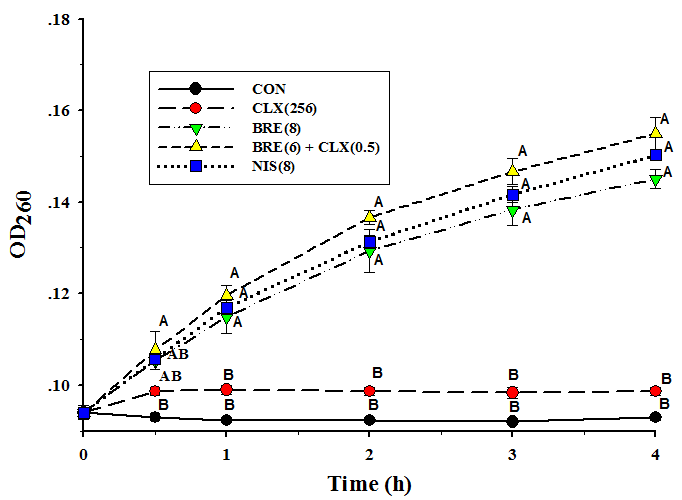 .18
.16
.14
.12
.10
OD260
CON
CLX(256)
BRE(8)
BRE(6) + CLX(0.5)
NIS(8)
A
A
A
A
A
A
A
A
A
A
A
A
A
AB
AB
B
B
B
B
B
B
B
B
B
0 1 2 3 4
Time (h)